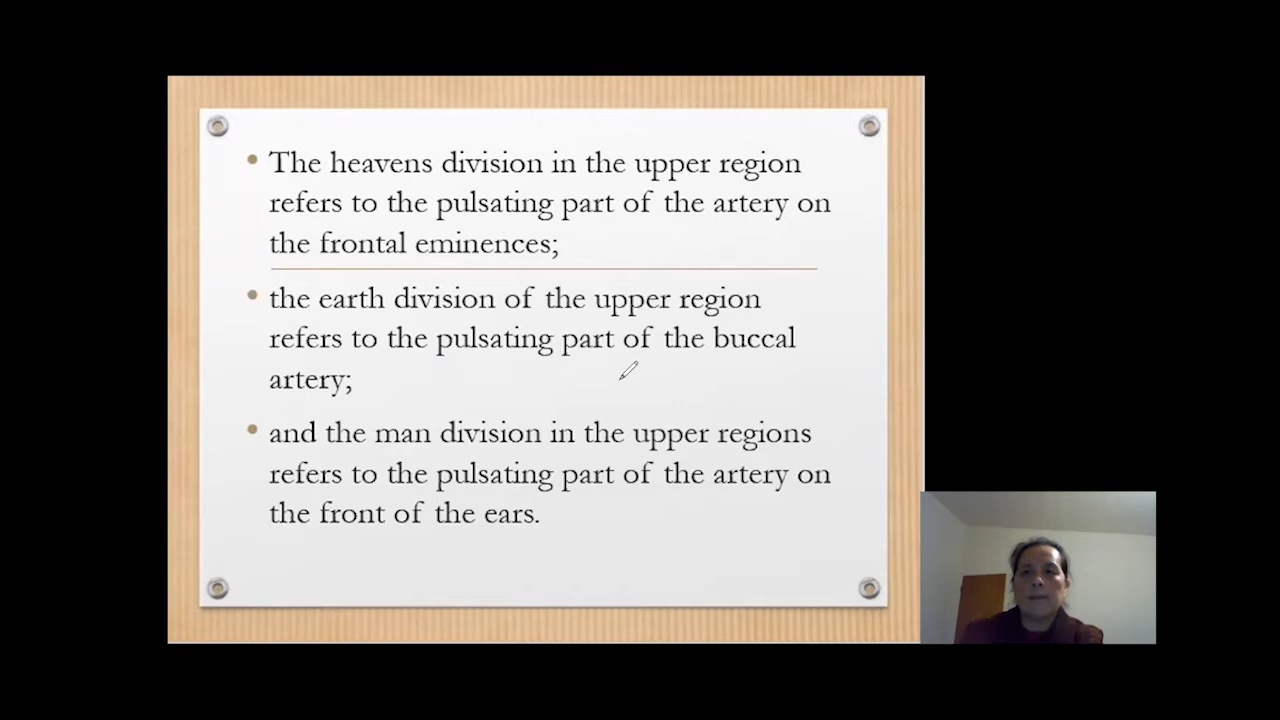 The heavens division in the upper region
refers to the pulsating part of the artery on
the frontal eminences;
the earth division of the upper region
refers to the pulsating part of the buccal
artery;
and the man division in the upper regions
refers to the pulsating part of the artery on
the front of the ears.